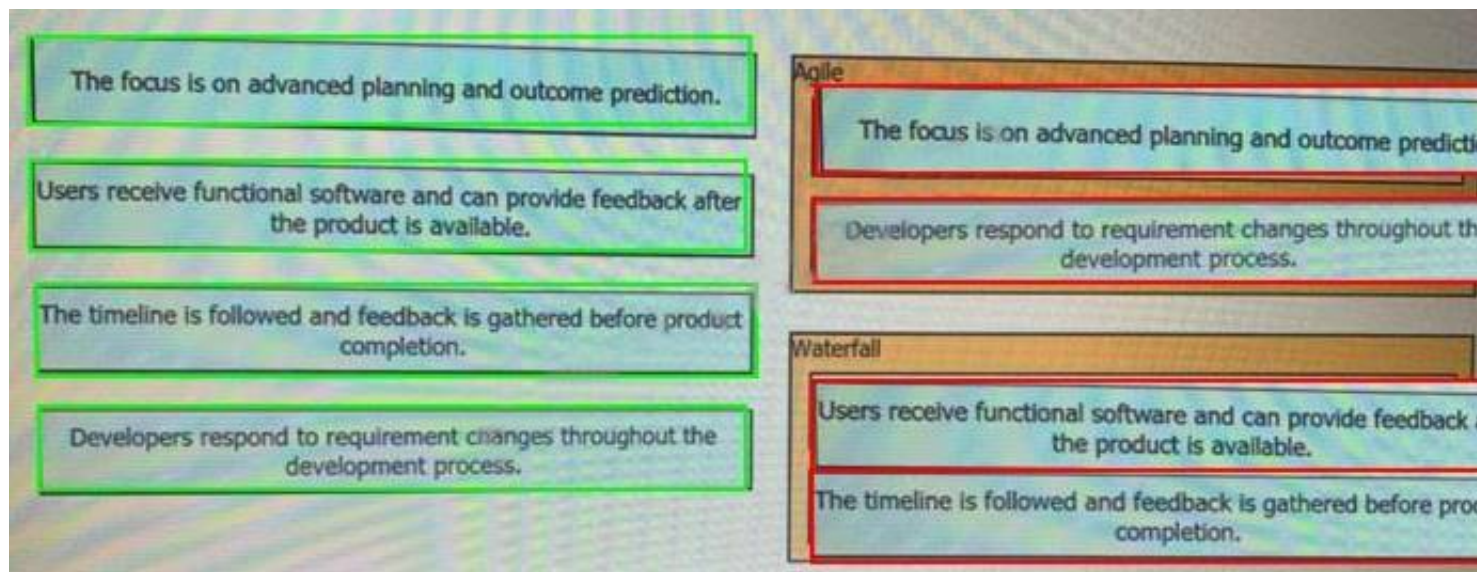 The focus is on advanced planning and outcome prediction.
Users receive functional software and can provide feedback after
the product is available.
The timeline is followed and feedback is gathered before product
completion.
Developers respond to requirement changes throughout the
development process.
Agile
The focus is on advanced planning and outcome
Developers respond to requirement changes throughout
development process.
Waterfall
Users receive functional software and can provide feedback
the product is available.
The timeline is followed and feedback is gathered before
completion.